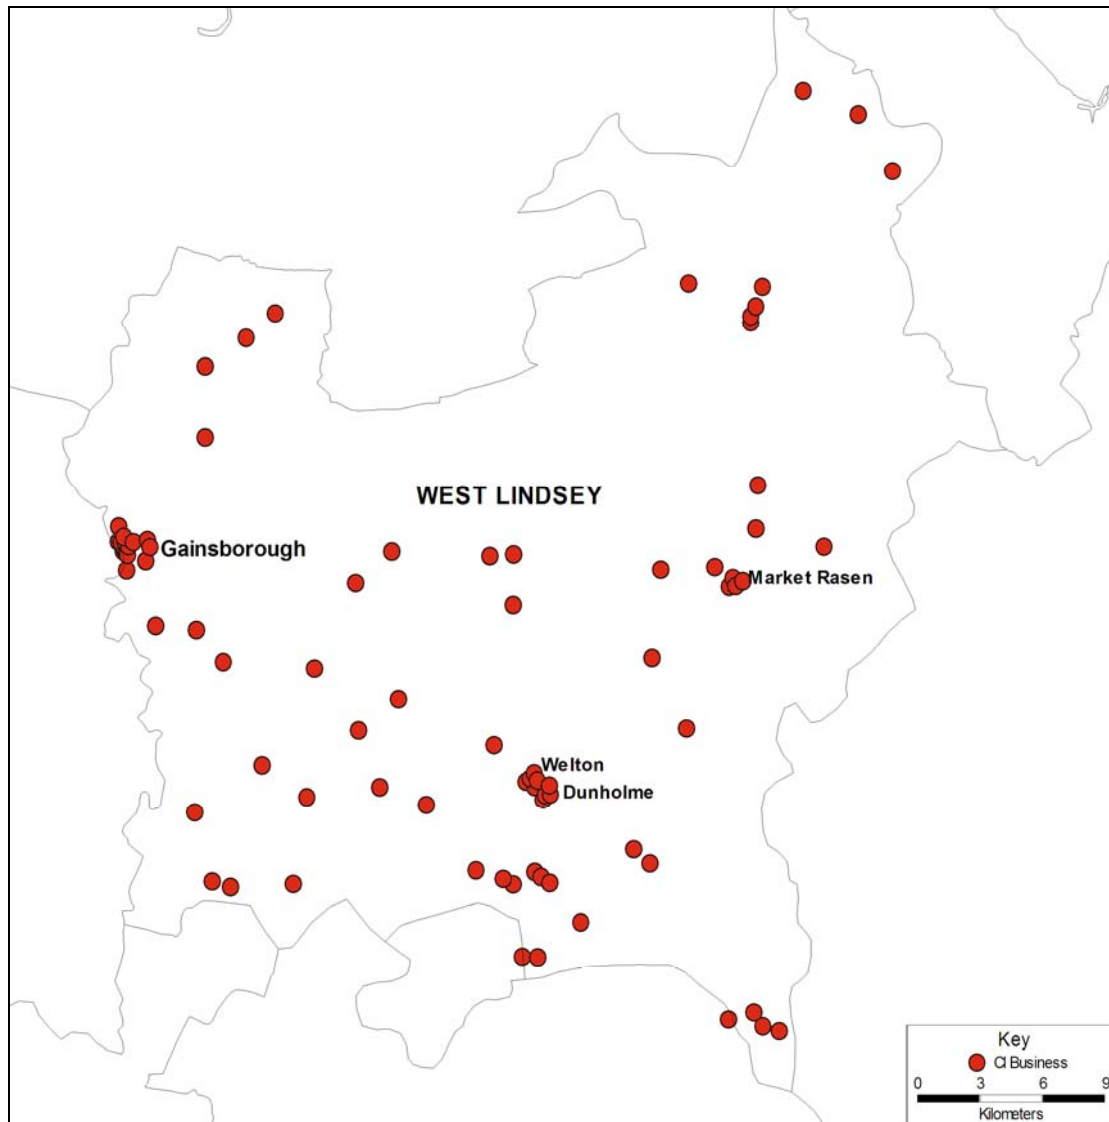 WEST LINDSEY
Gainsborough
Market Rasen
Welton
Dunholme
Key
CI Business
0 3 6 9
Kilometers